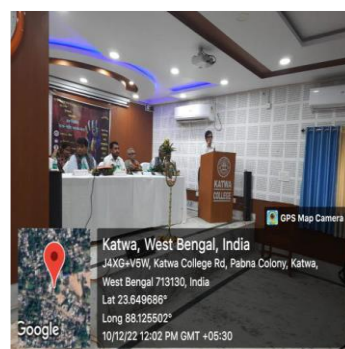 KATWA
COLLEGE
GPS Map Camera
Katwa, West Bengal, India
J4XG+V5W, Katwa College Rd, Pabna Colony, Katwa,
West Bengal 713130, India
Lat 23.649686°
Long 88.125502°
10/12/22 12:02 PM GMT +05:30
Google